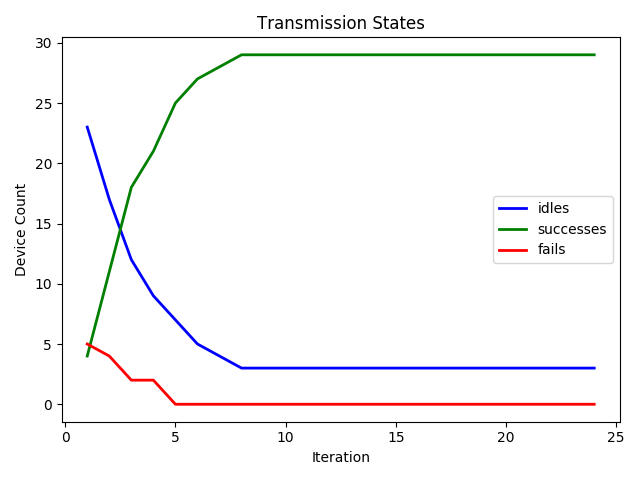 Transmission States
Device Count
30
25
20
15
10
5
0
idles
successes
fails
0 5 10 15 20 25
Iteration